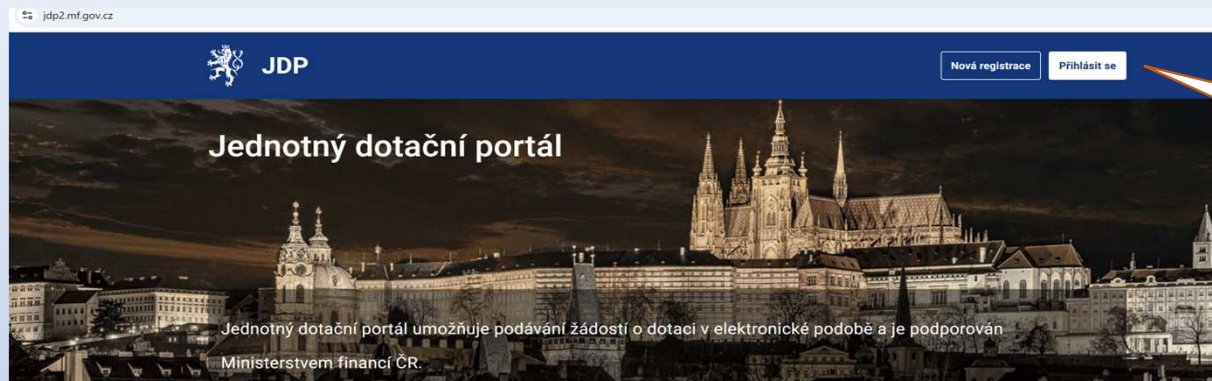 jdp2.mf.gov.cz
JDP
Nová registrace
Přihlásit se
Jednotný dotační portál
Jednotný dotační portál umožňuje podávání žádostí o dotaci v elektronické podobě a je podporován
Ministerstvem financí ČR.